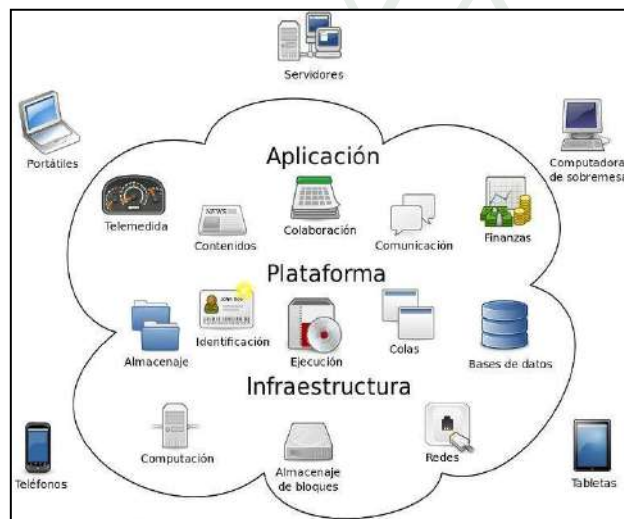 Servidores
Portátiles
Computadora
de sobremesa
Aplicación
Telemedida
NEWS
Contenidos
Colaboración
Comunicación
Finanzas
Plataforma
Almacenaje
Identificación
Ejecución
Colas
Bases de datos
Infraestructura
Computación
Almacenaje
de bloques
Redes
Teléfonos
Tabletas